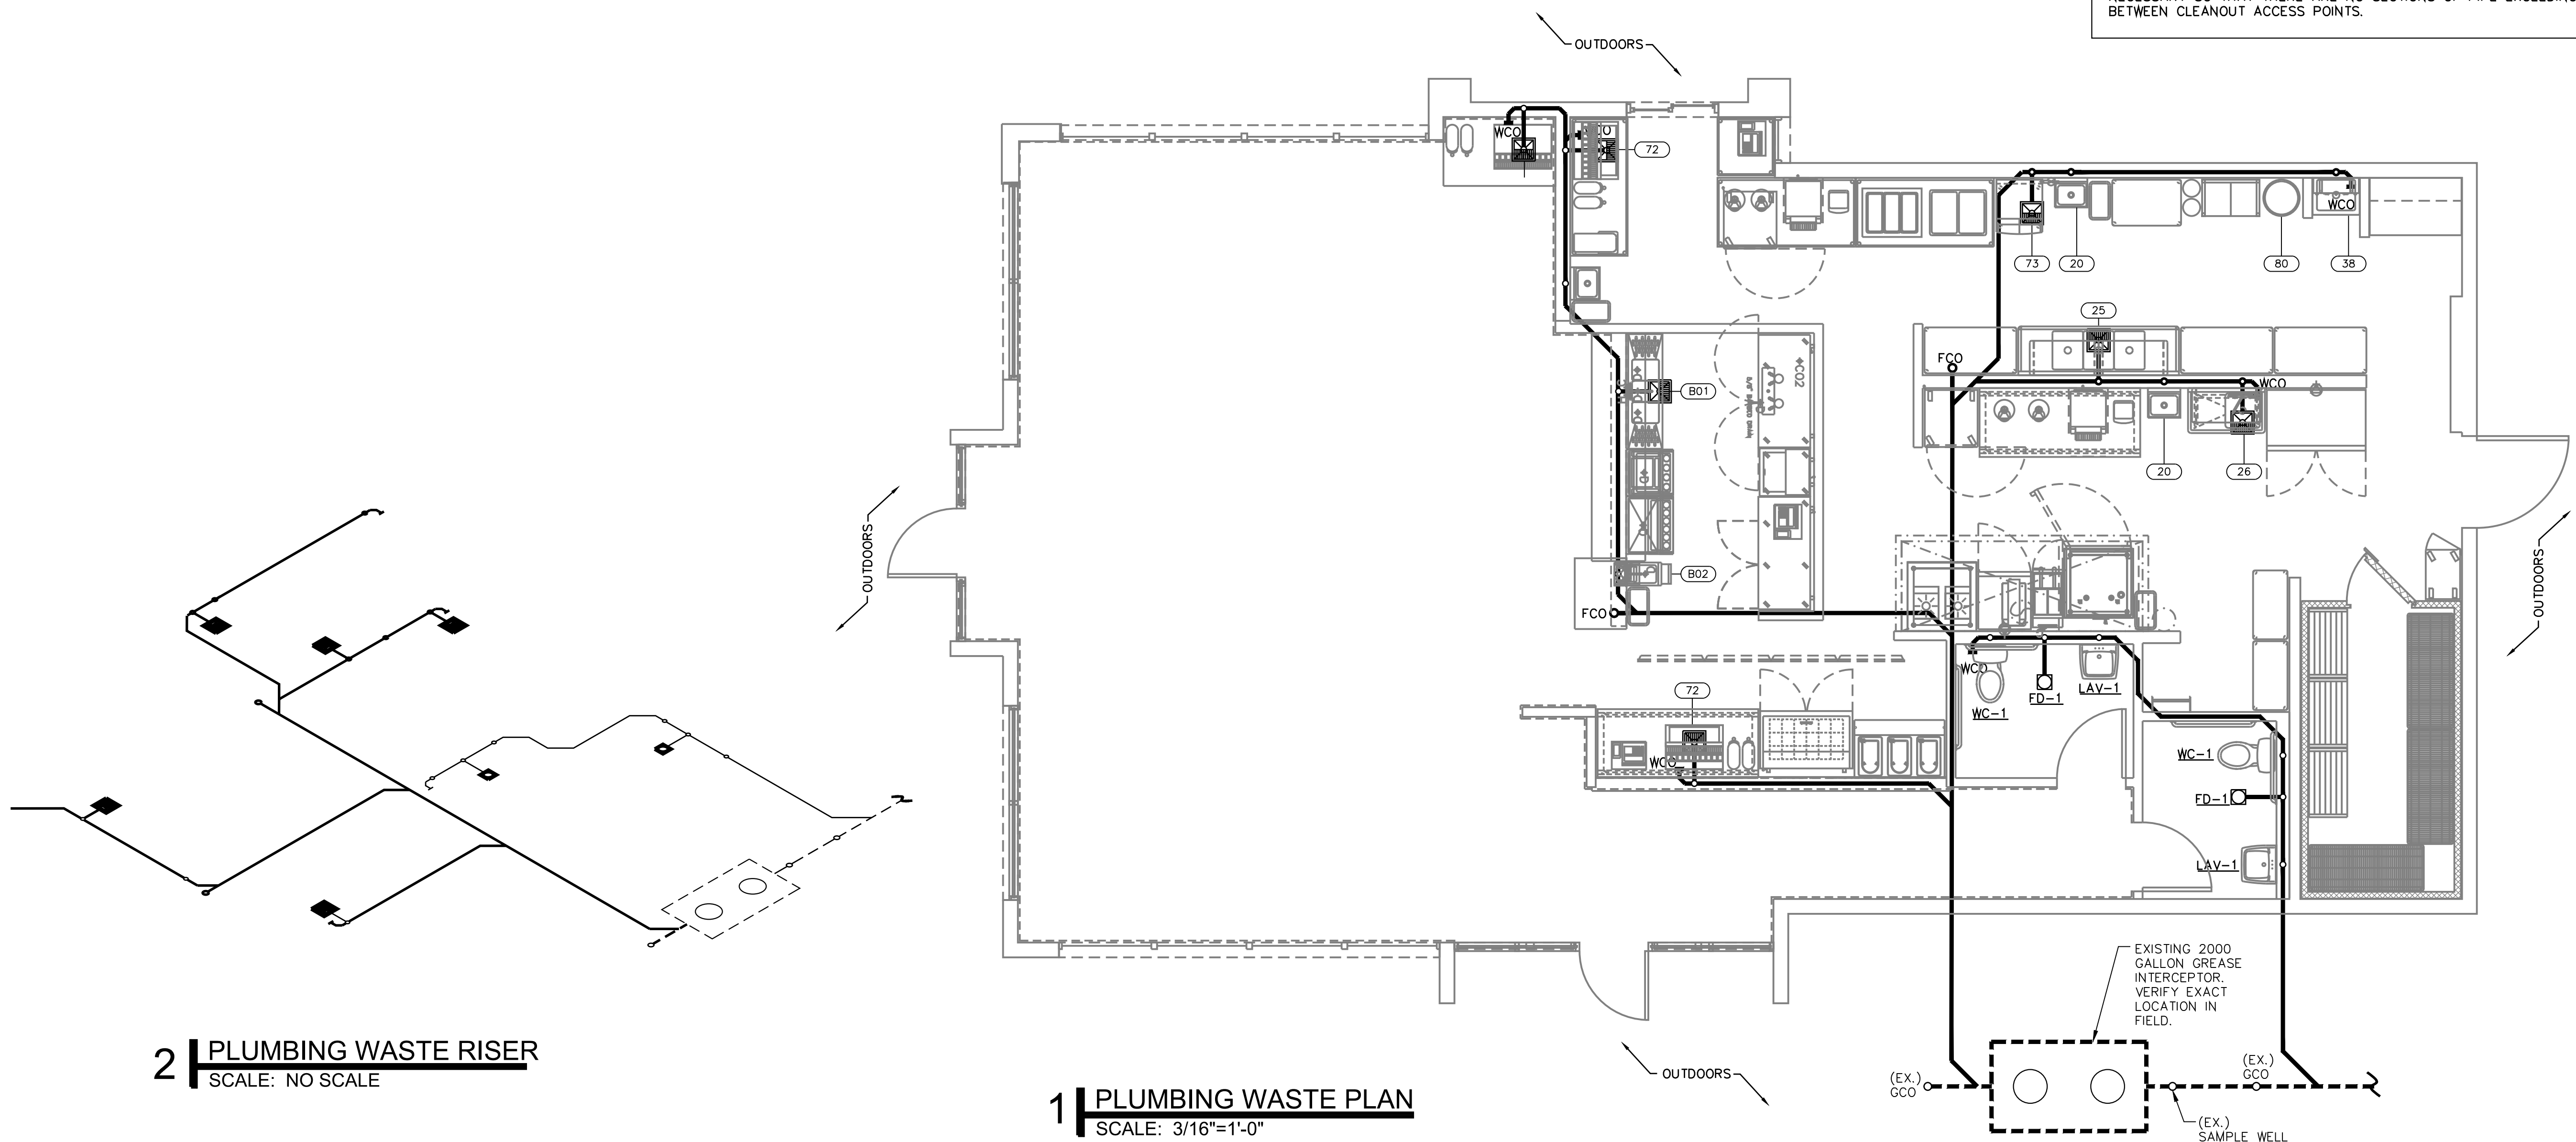 BETWEEN CLEANOUT ACCESS POINTS.
OUTDOORS
WCO
WCO
72
WCO
73
20
80
38
25
FCO
WCO
CO2
B01
20
26
OUTDOORS
OUTDOORS
B02
FCO
WCO
WC-1
FD-1
LAV-1
72
WCO
WC-1
FD-1
LAV-1
EXISTING 2000
GALLON GREASE
INTERCEPTOR.
VERIFY EXACT
LOCATION IN
FIELD.
2
PLUMBING WASTE RISER
SCALE: NO SCALE
OUTDOORS
1
PLUMBING WASTE PLAN
SCALE: 3/16"=1'-0"
(EX.)
GCO
(EX.)
GCO
(EX.)
SAMPLE WELL